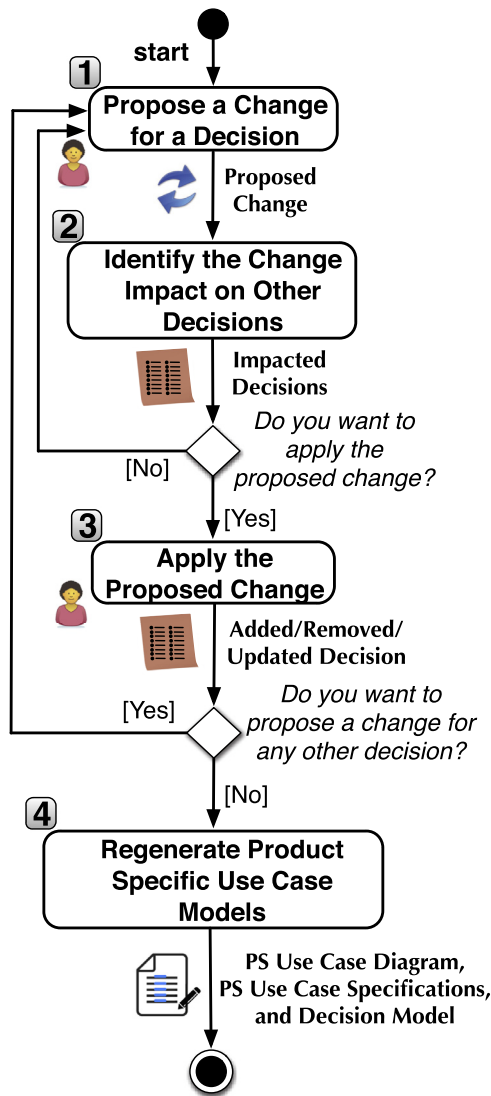 start
1
Propose a Change
for a Decision
Proposed
Change
2
Identify the Change
Impact on Other
Decisions
Impacted
Decisions
Do you want to
apply the
proposed change?
[No]
[Yes]
3
Apply the
Proposed Change
Added/Removed/
Updated Decision
Do you want to
propose a change for
any other decision?
[Yes]
[No]
4
Regenerate Product
Specific Use Case
Models
PS Use Case Diagram,
PS Use Case Specifications,
and Decision Model